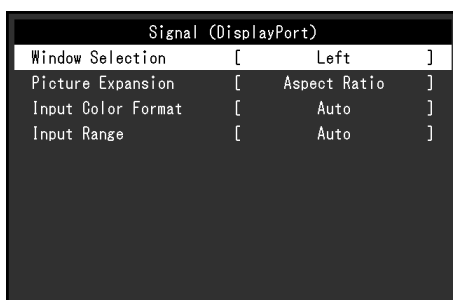 Signal (DisplayPort)
Window Selection [ Left ]
Picture Expansion [ Aspect Ratio ]
Input Color Format [ Auto ]
Input Range [ Auto ]